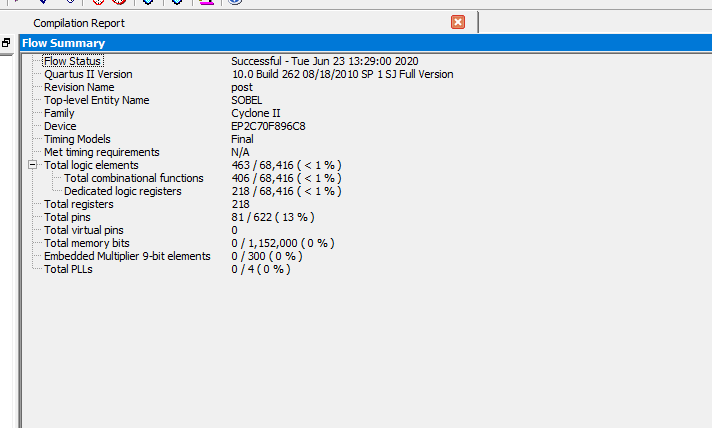 Compilation Report
Flow Summary
Flow Status Successful - Tue Jun 23 13:29:00 2020
Quartus II Version 10.0 Build 262 08/18/2010 SP 1 SJ Full Version
Revision Name post
Top-level Entity Name SOBEL
Family Cyclone II
Device EP2C70F896C8
Timing Models Final
Met timing requirements N/A
Total logic elements 463 / 68,416 ( < 1 % )
Total combinational functions 406 / 68,416 ( < 1 % )
Dedicated logic registers 218 / 68,416 ( < 1 % )
Total registers 218
Total pins 81 / 622 ( 13 % )
Total virtual pins 0
Total memory bits 0 / 1,152,000 ( 0 % )
Embedded Multiplier 9-bit elements 0 / 300 ( 0 % )
Total PLLs 0 / 4 ( 0 % )